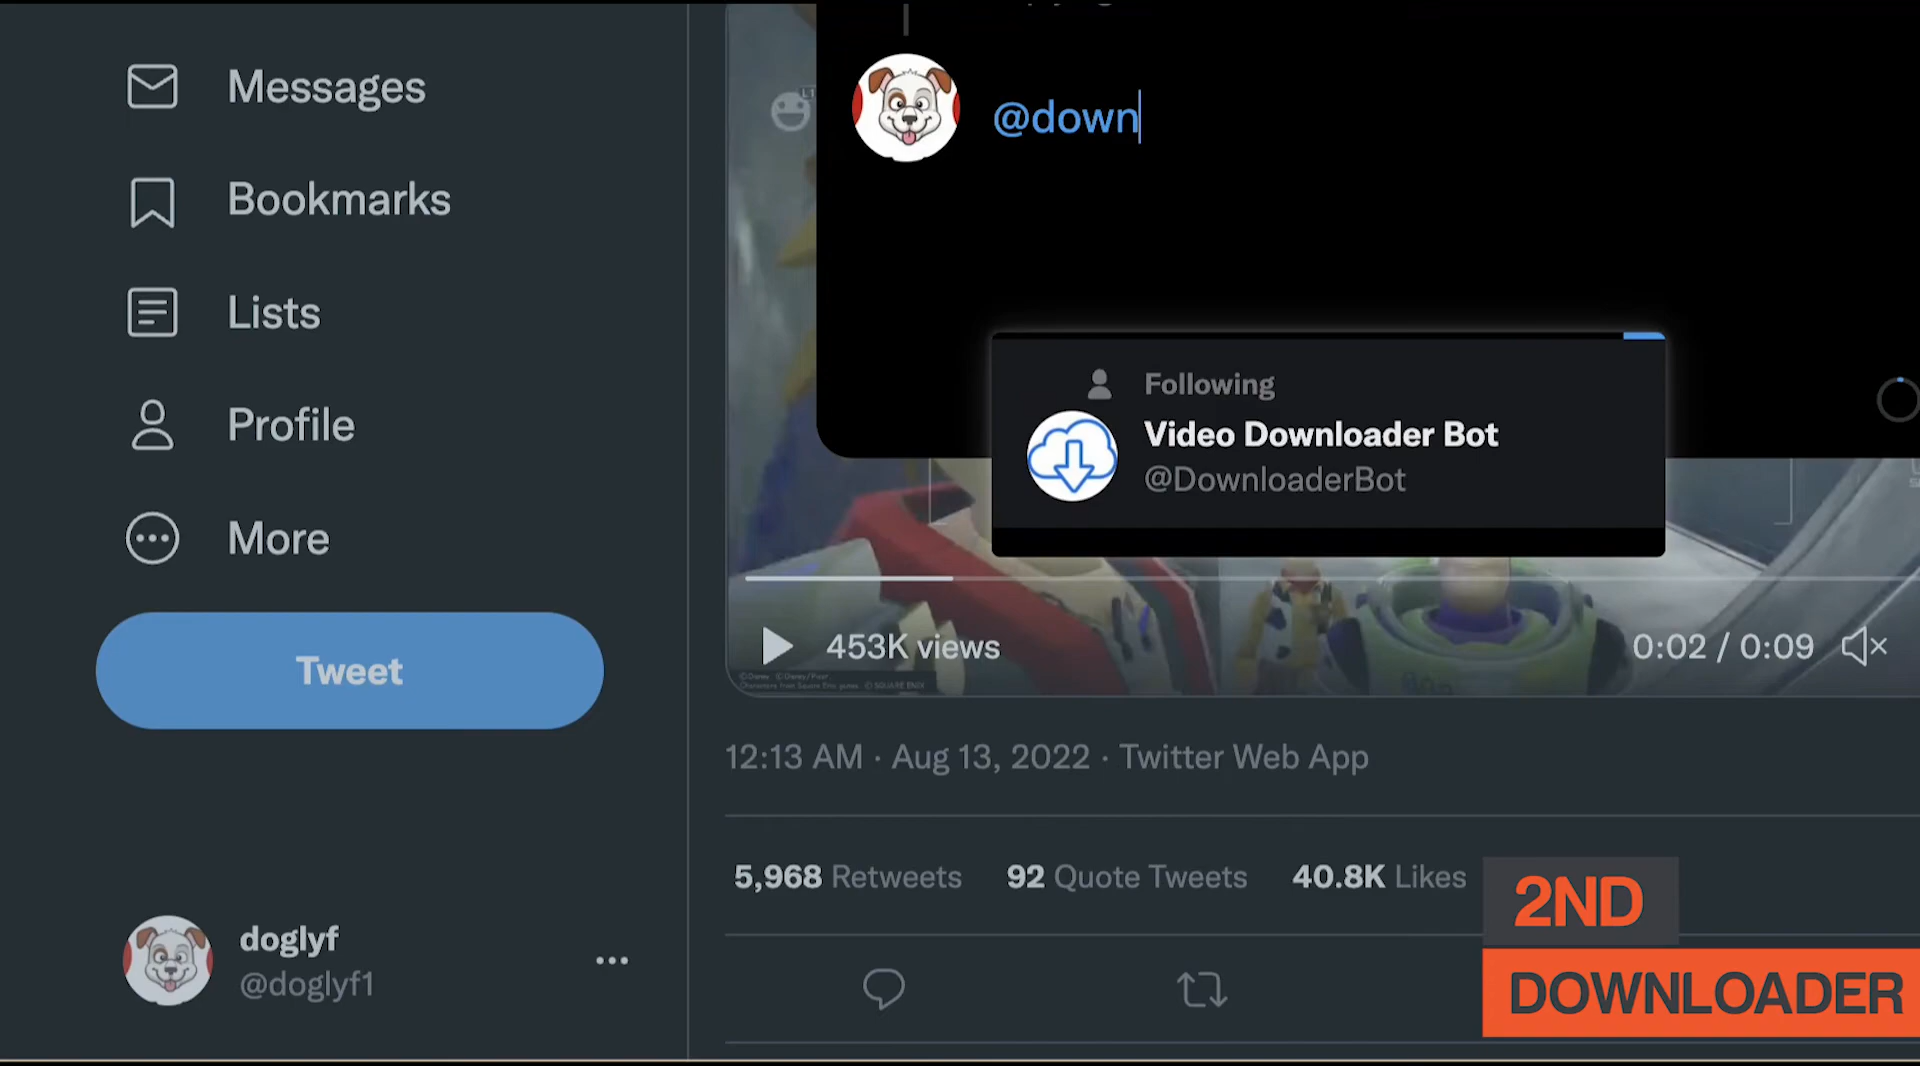 Messages
Bookmarks
Lists
Profile
More
Tweet
doglyf
@doglyf1
@down
Following
Video Downloader Bot
@DownloaderBot
453K views
0:02 / 0:09
12:13 AM · Aug 13, 2022 · Twitter Web App
5,968 Retweets 92 Quote Tweets 40.8K Likes
2ND
DOWNLOADER